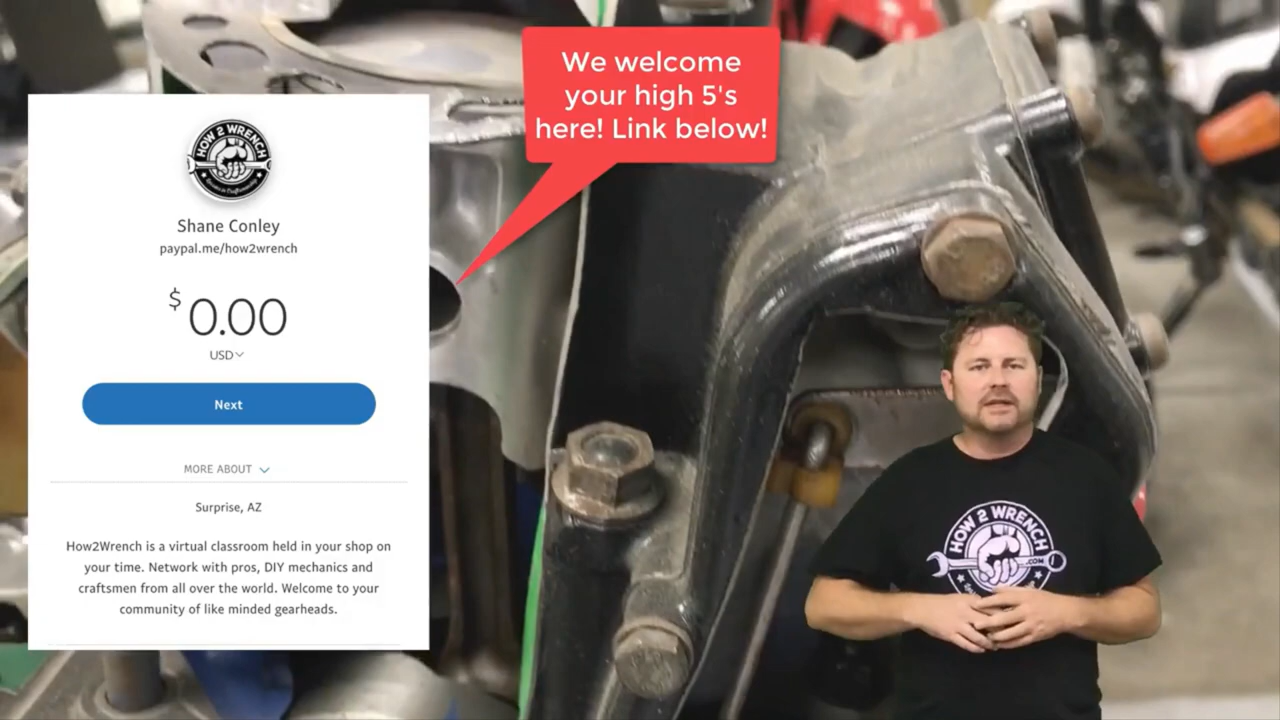 We welcome
your high 5's
here! Link below!
HOW 2 WRENCH
Shane Conley
paypal.me/how2wrench
$0.00
USD
Next
MORE ABOUT
Surprise, AZ
How2Wrench is a virtual classroom held in your shop on
your time. Network with pros, DIY mechanics and
craftsmen from all over the world. Welcome to your
community of like minded gearheads.
HOW 2 WRENCH
.COM